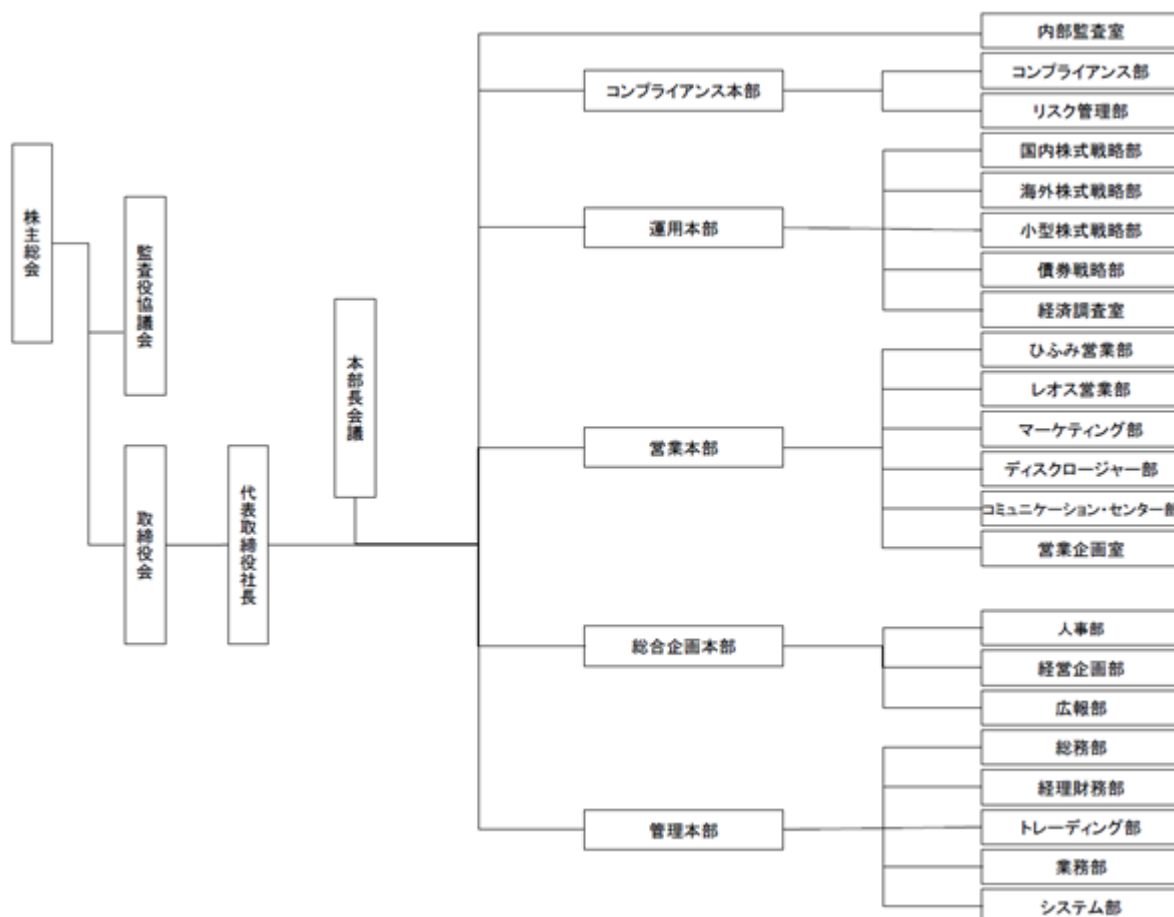 株主総会
監査役協議会
取締役会
代表取締役社長
本部長会議
コンプライアンス本部
運用本部
営業本部
総合企画本部
管理本部
内部監査室
コンプライアンス部
リスク管理部
国内株式戦略部
海外株式戦略部
小型株式戦略部
債券戦略部
経済調査室
ひふみ営業部
レオス営業部
マーケティング部
ディスクロージャー部
コミュニケーション・センター部
営業企画室
人事部
経営企画部
広報部
総務部
経理財務部
トレーディング部
業務部
システム部